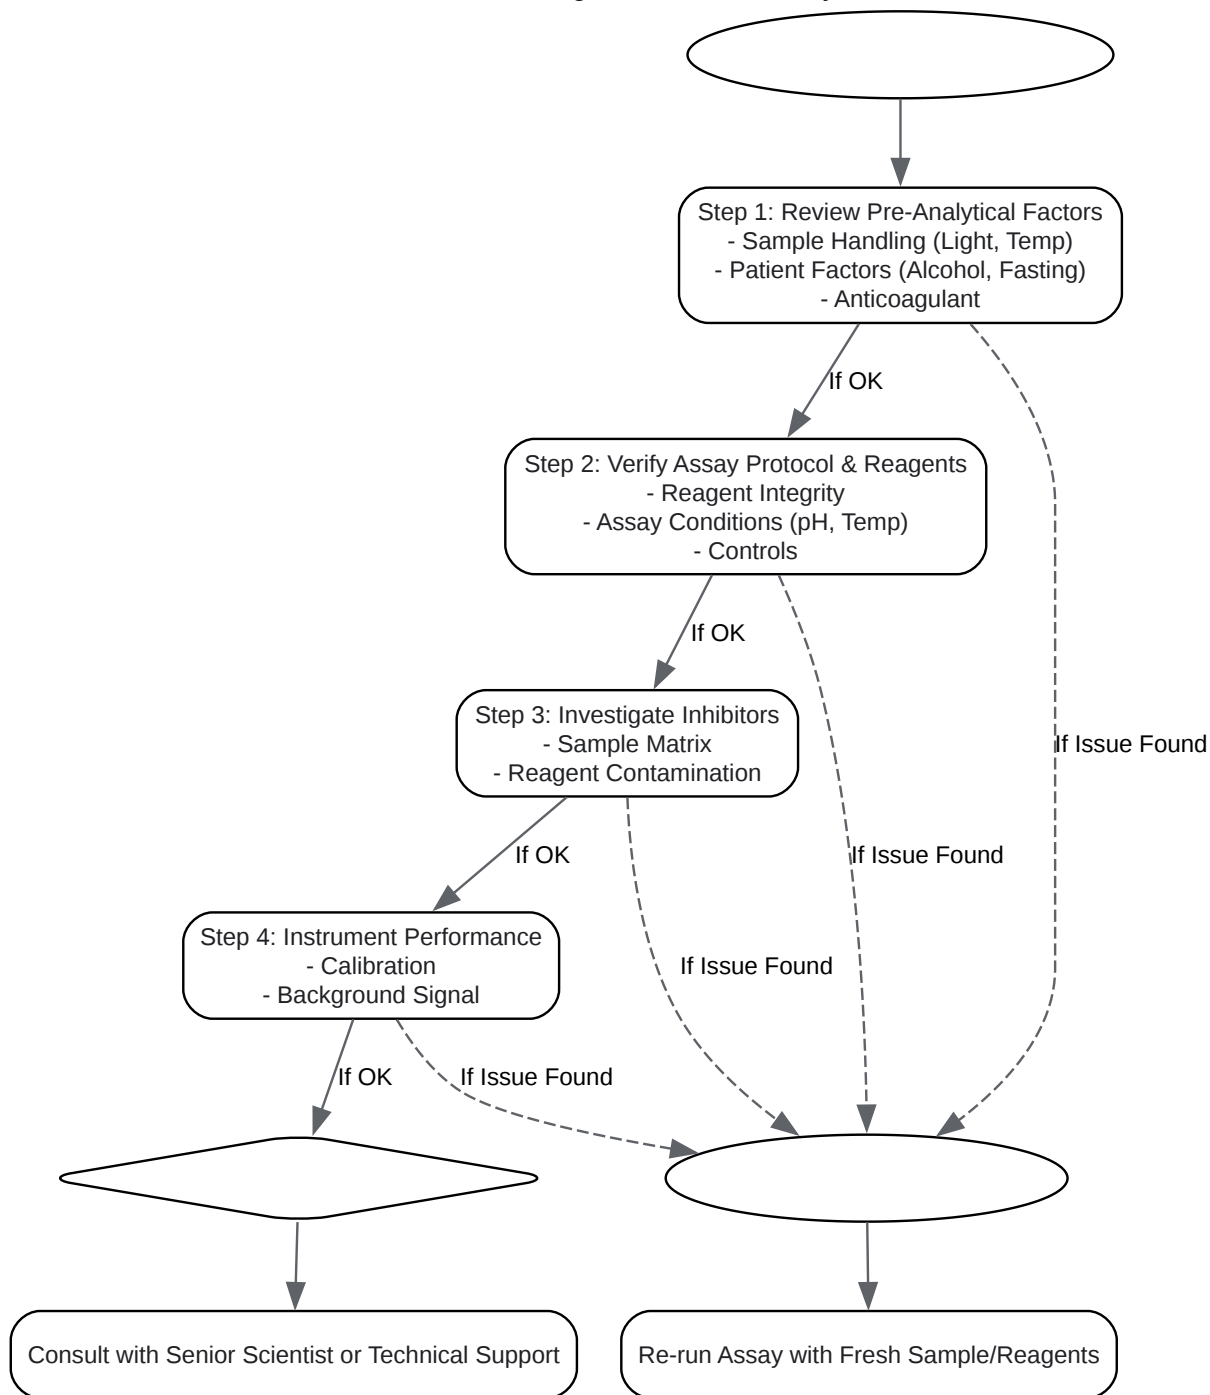 Step 1: Review Pre-Analytical Factors
- Sample Handling (Light, Temp)
- Patient Factors (Alcohol, Fasting)
- Anticoagulant
If OK
Step 2: Verify Assay Protocol & Reagents
- Reagent Integrity
- Assay Conditions (pH, Temp)
- Controls
If OK
Step 3: Investigate Inhibitors
- Sample Matrix
- Reagent Contamination
If Issue Found
If OK
If Issue Found
Step 4: Instrument Performance
- Calibration
- Background Signal
If Issue Found
If OK
If Issue Found
Consult with Senior Scientist or Technical Support
Re-run Assay with Fresh Sample/Reagents